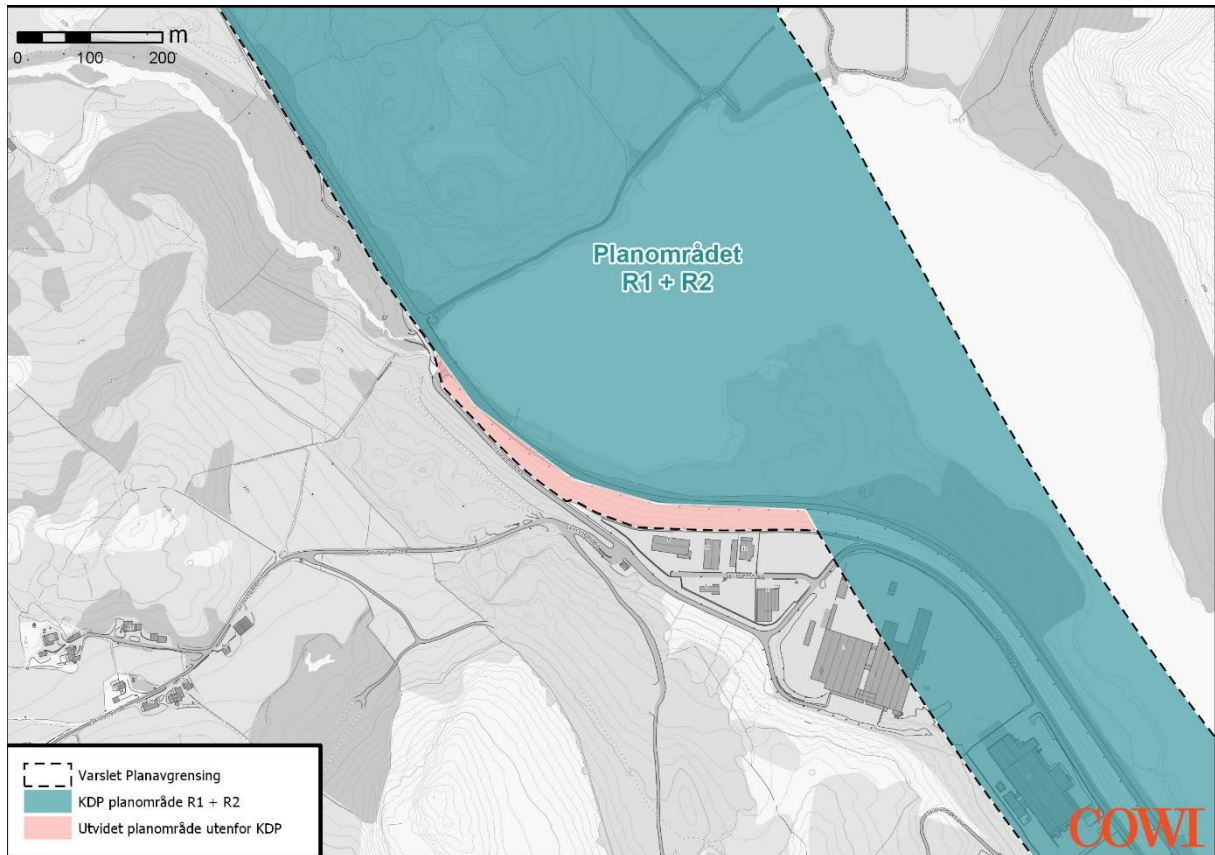 m
0 100 200
Planområdet
R1 + R2
Varslet Planavgrensing
KDP planområde R1 + R2
Utvidet planområde utenfor KDP
COWI